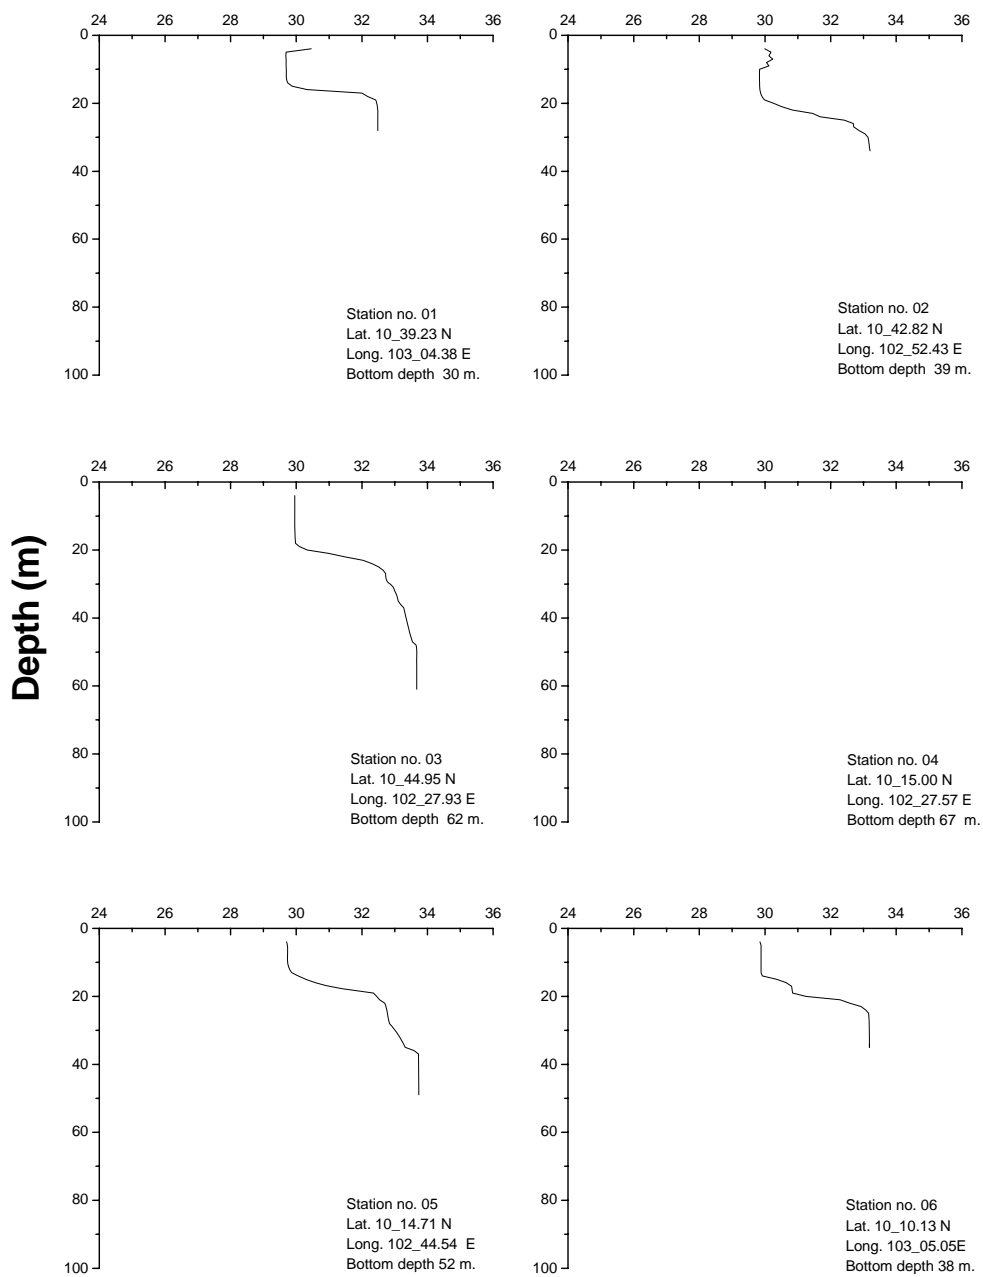 24 26 28 30 32 34 36
0
20
40
60
80
100
Station no. 01
Lat. 10_39.23 N
Long. 103_04.38 E
Bottom depth 30 m.
24 26 28 30 32 34 36
0
20
40
60
80
100
Station no. 02
Lat. 10_42.82 N
Long. 102_52.43 E
Bottom depth 39 m.
Depth (m)
24 26 28 30 32 34 36
0
20
40
60
80
100
Station no. 03
Lat. 10_44.95 N
Long. 102_27.93 E
Bottom depth 62 m.
24 26 28 30 32 34 36
0
20
40
60
80
100
Station no. 04
Lat. 10_15.00 N
Long. 102_27.57 E
Bottom depth 67 m.
24 26 28 30 32 34 36
0
20
40
60
80
100
Station no. 05
Lat. 10_14.71 N
Long. 102_44.54 E
Bottom depth 52 m.
24 26 28 30 32 34 36
0
20
40
60
80
100
Station no. 06
Lat. 10_10.13 N
Long. 103_05.05E
Bottom depth 38 m.